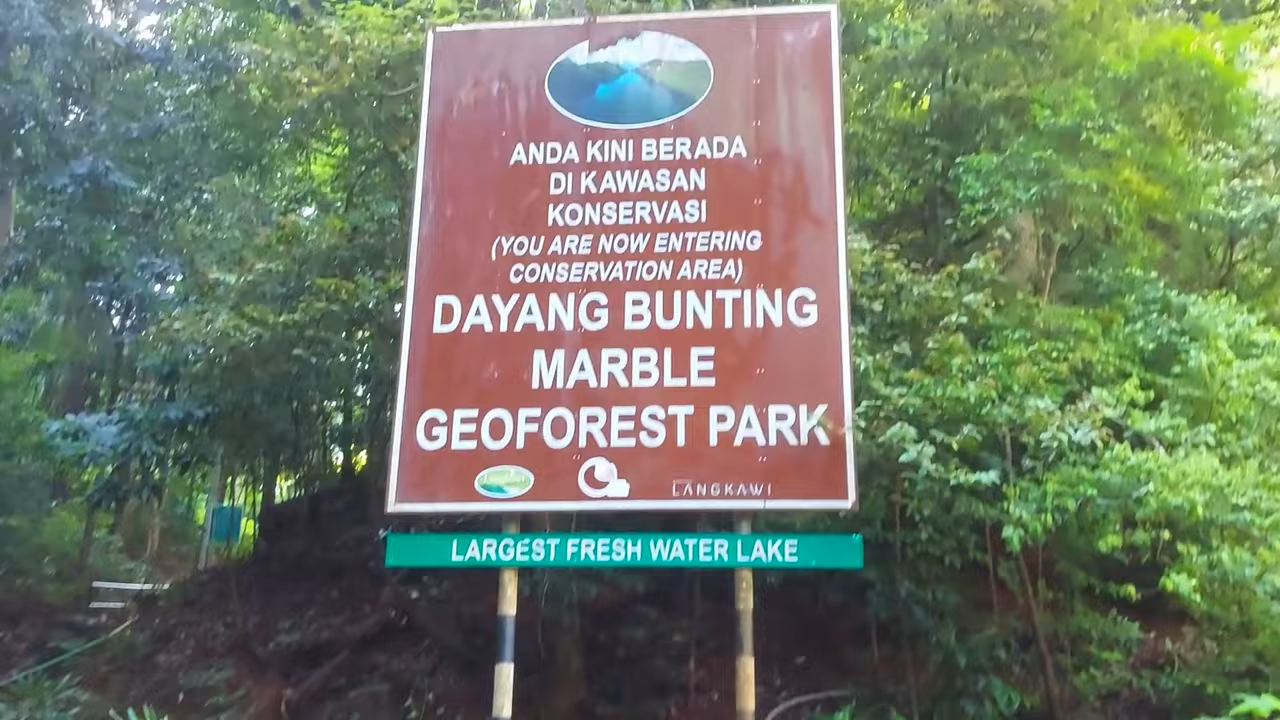 ANDA KINI BERADA
DI KAWASAN
KONSERVASI
(YOU ARE NOW ENTERING
CONSERVATION AREA)
DAYANG BUNTING
MARBLE
GEOFOREST PARK
LANGKAWI
LARGEST FRESH WATER LAKE